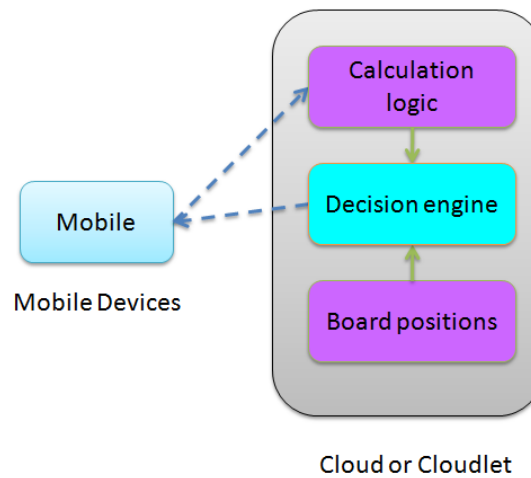 Calculation
logic
Mobile
Decision engine
Mobile Devices
Board positions
Cloud or Cloudlet